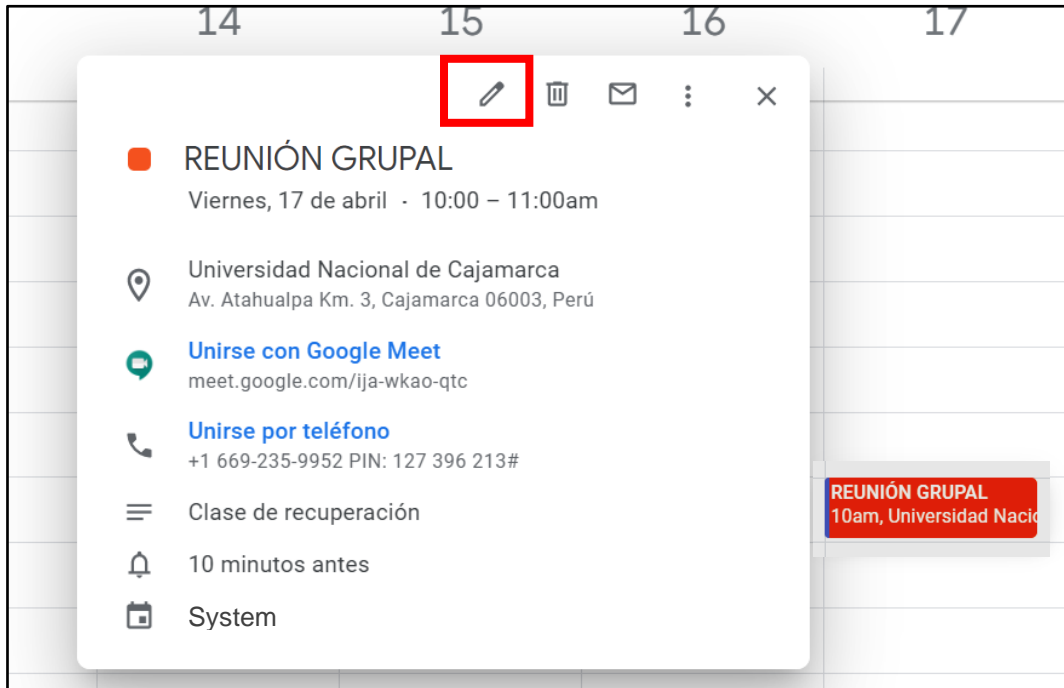 14 15 16 17
REUNIÓN GRUPAL
Viernes, 17 de abril · 10:00 – 11:00am
Universidad Nacional de Cajamarca
Av. Atahualpa Km. 3, Cajamarca 06003, Perú
Unirse con Google Meet
meet.google.com/ija-wkao-qtc
Unirse por teléfono
+1 669-235-9952 PIN: 127 396 213#
Clase de recuperación
10 minutos antes
System
REUNIÓN GRUPAL
10am, Universidad Nacio